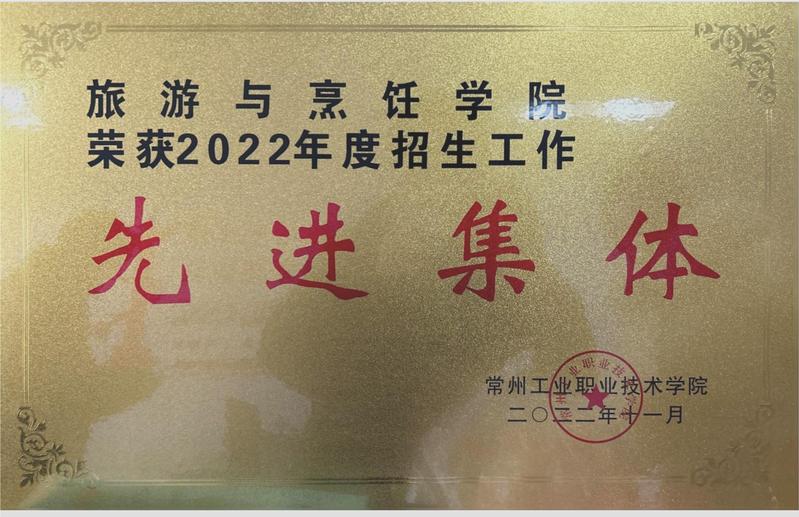 旅游与烹饪学院
荣获2022年度招生工作
先进集体
常州工业职业技术学院
二〇二二年十一月